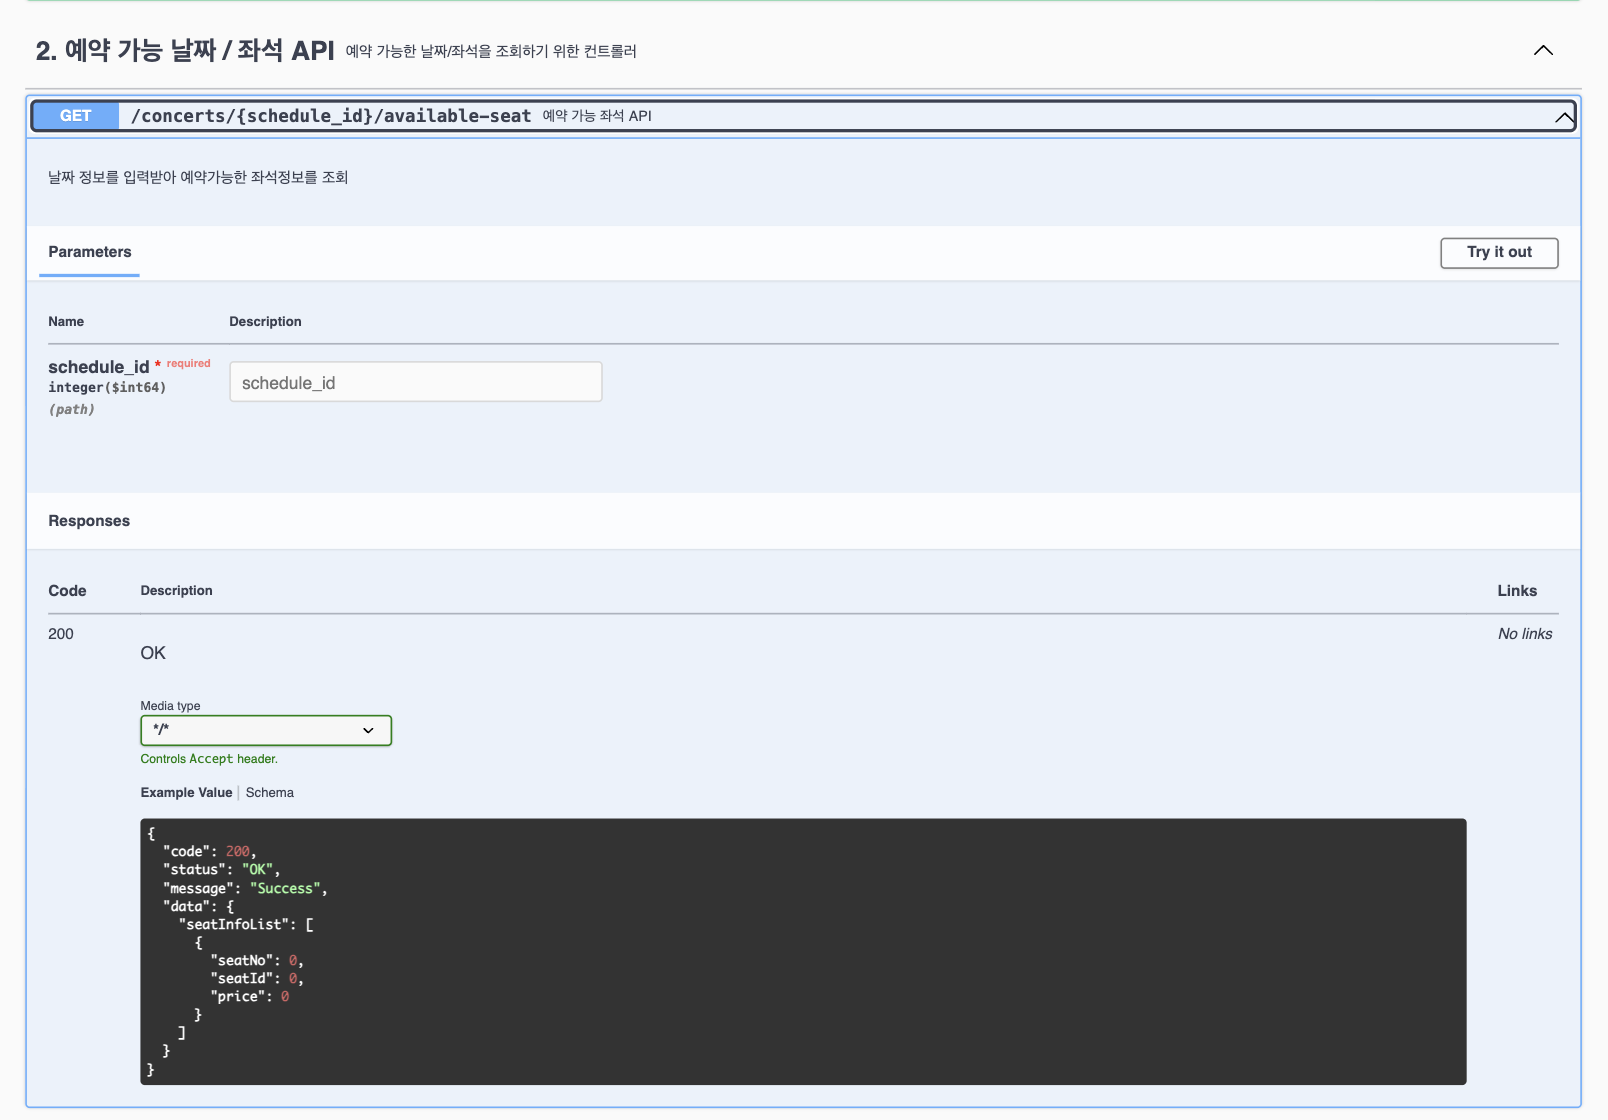 2. 예약 가능 날짜 / 좌석 API 예약 가능한 날짜/좌석을 조회하기 위한 컨트롤러
GET /concerts/{schedule_id}/available-seat 예약 가능 좌석 API
날짜 정보를 입력받아 예약가능한 좌석정보를 조회
Parameters Try it out
Name Description
schedule_id * required
integer($int64)
(path)
schedule_id
Responses
Code Description Links
200 No links
OK
Media type
*/*
Controls Accept header.
Example Value Schema
{
  "code": 200,
  "status": "OK",
  "message": "Success",
  "data": {
    "seatInfoList": [
      {
        "seatNo": 0,
        "seatId": 0,
        "price": 0
      }
    ]
  }
}